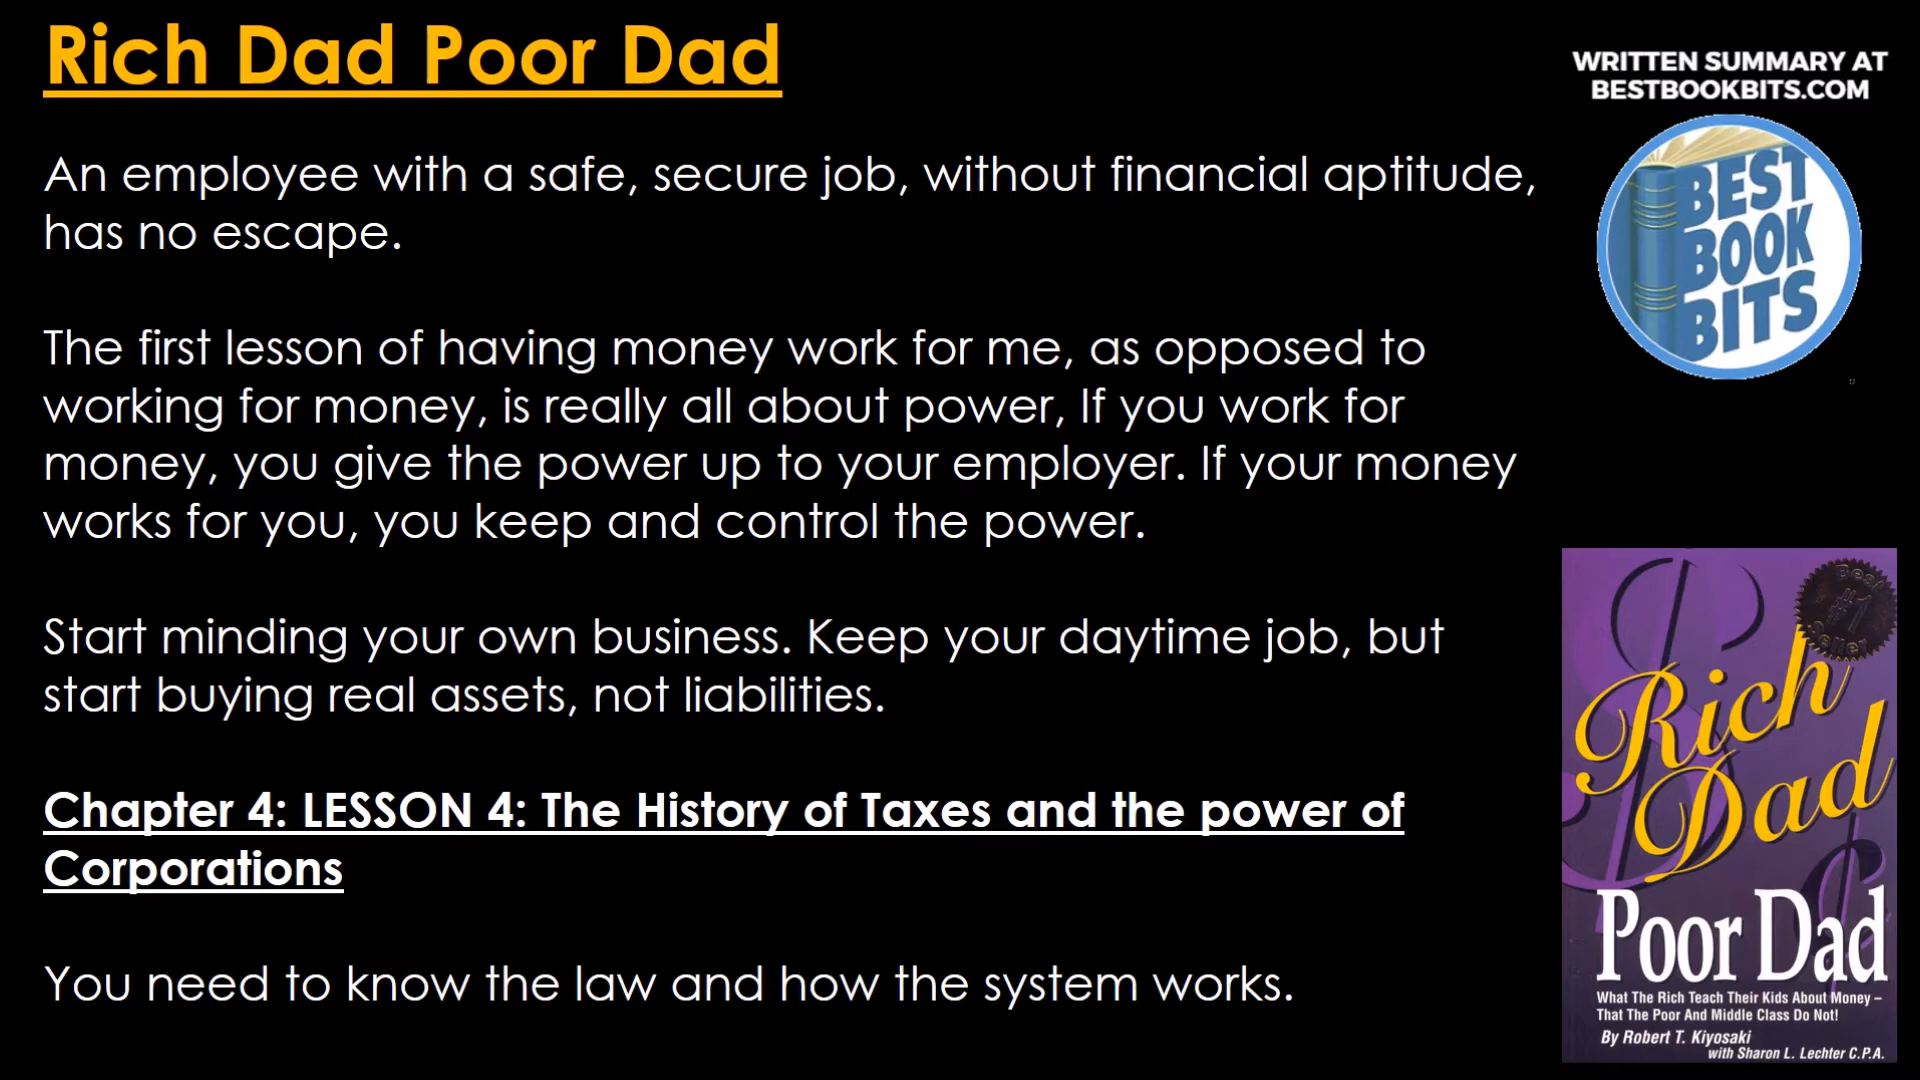 Rich Dad Poor Dad
An employee with a safe, secure job, without financial aptitude,
has no escape.
The first lesson of having money work for me, as opposed to
working for money, is really all about power, If you work for
money, you give the power up to your employer. If your money
works for you, you keep and control the power.
Start minding your own business. Keep your daytime job, but
start buying real assets, not liabilities.
Chapter 4: LESSON 4: The History of Taxes and the power of
Corporations
You need to know the law and how the system works.
WRITTEN SUMMARY AT
BESTBOOKBITS.COM
BEST
BOOK
BITS
Best
#1
Seller
Rich
Dad
Poor Dad
What The Rich Teach Their Kids About Money –
That The Poor And Middle Class Do Not!
By Robert T. Kiyosaki
with Sharon L. Lechter C.P.A.